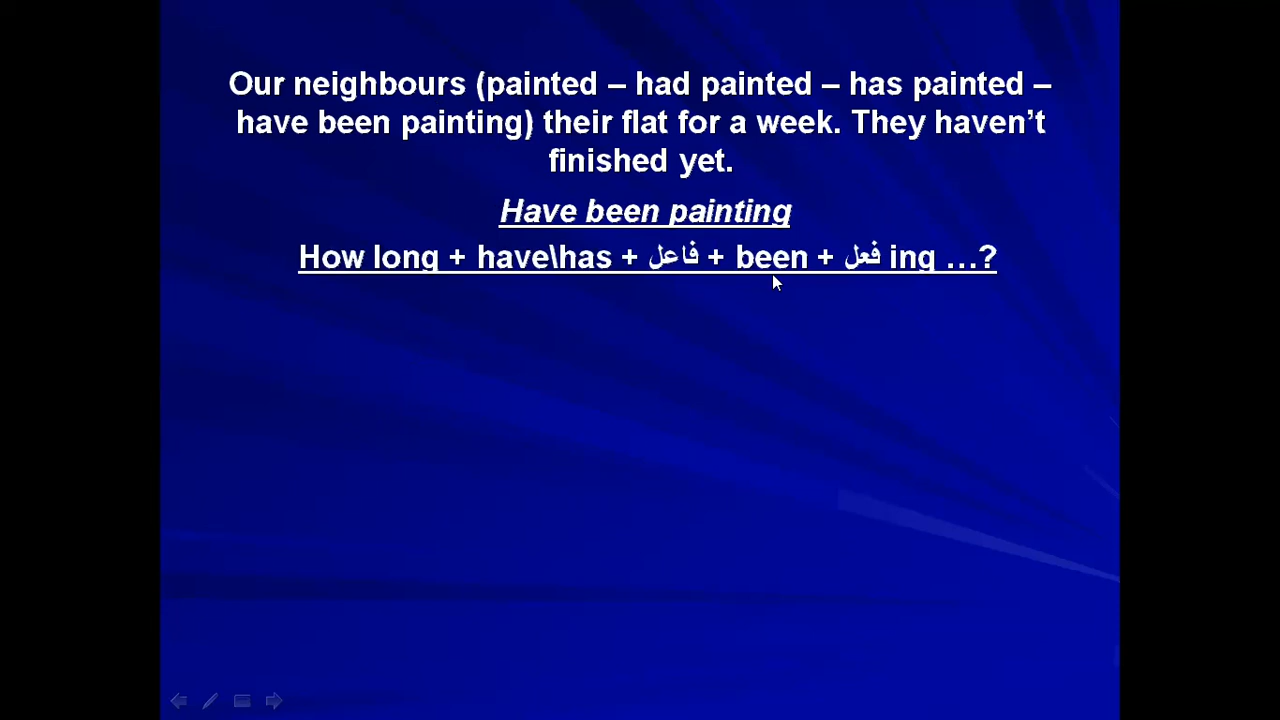 Our neighbours (painted – had painted – has painted –
have been painting) their flat for a week. They haven’t
finished yet.
Have been painting
How long + have\has + فاعل + been + فعل ing …?